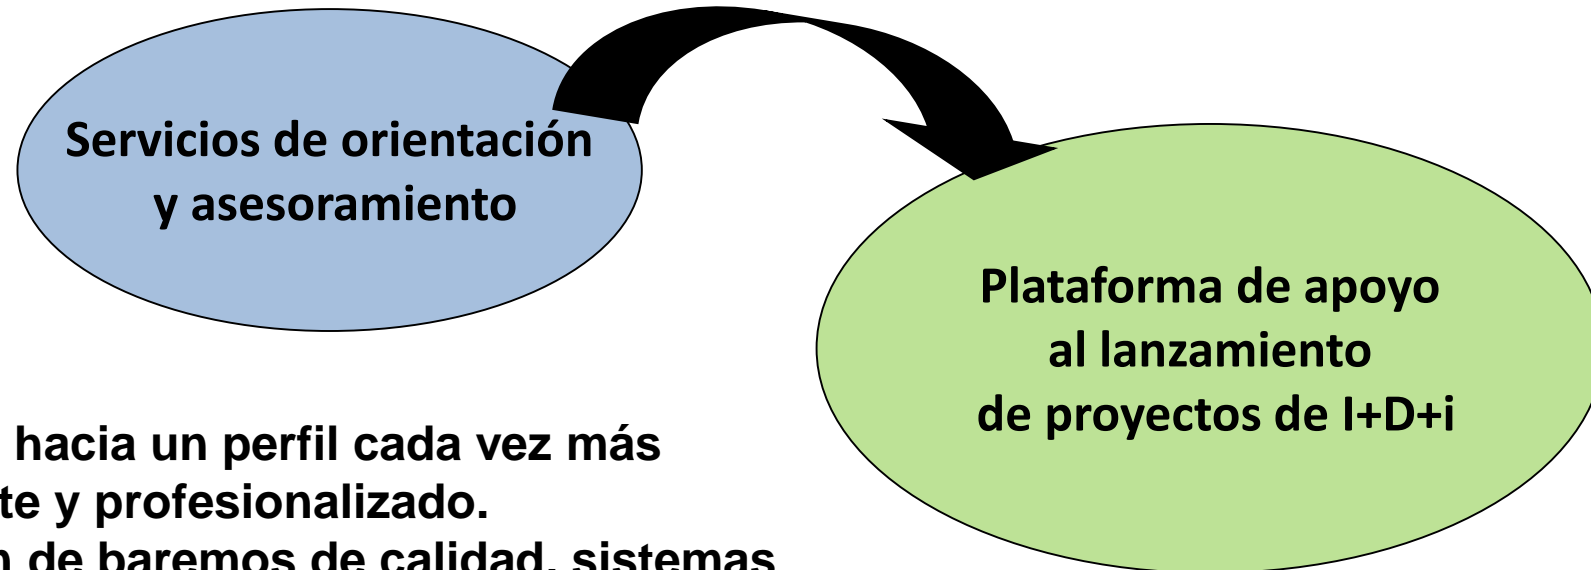 Servicios de orientación
y asesoramiento
Plataforma de apoyo
al lanzamiento
de proyectos de I+D+i
hacia un perfil cada vez más
y profesionalizado.
de baremos de calidad, sistemas